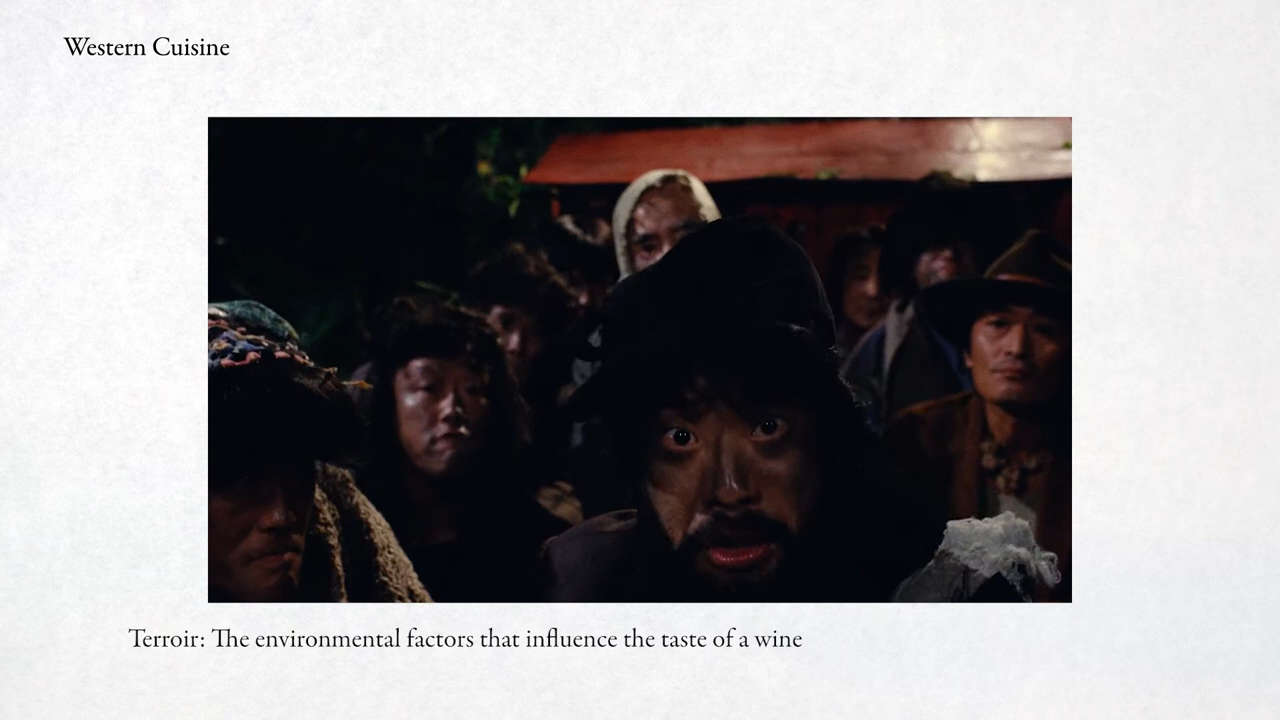 Western Cuisine
Terroir: The environmental factors that influence the taste of a wine